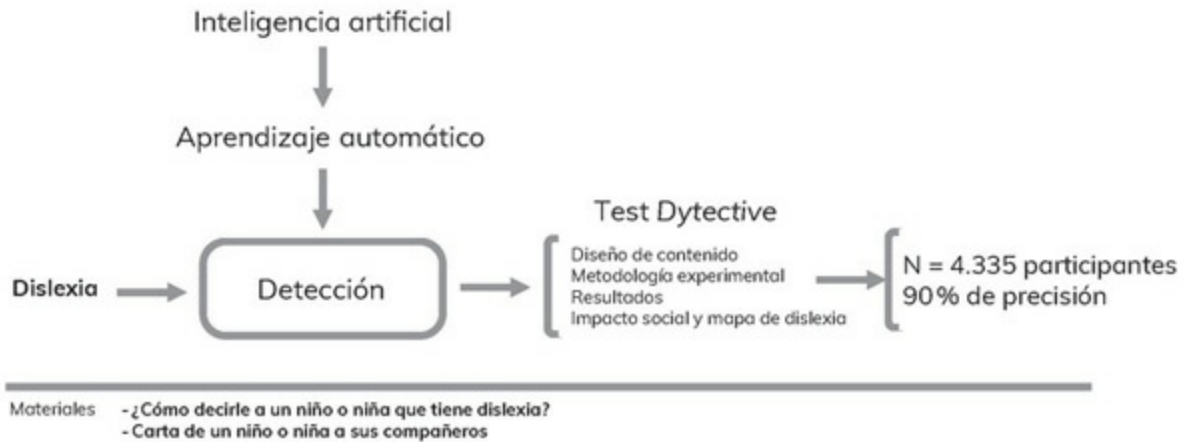 Inteligencia artificial
Aprendizaje automático
Dislexia
Detección
Test Dytective
Diseño de contenido
Metodología experimental
Resultados
Impacto social y mapa de dislexia
N = 4.335 participantes
90% de precisión
Materiales - ¿Cómo decirle a un niño o niña que tiene dislexia?
- Carta de un niño o niña a sus compañeros